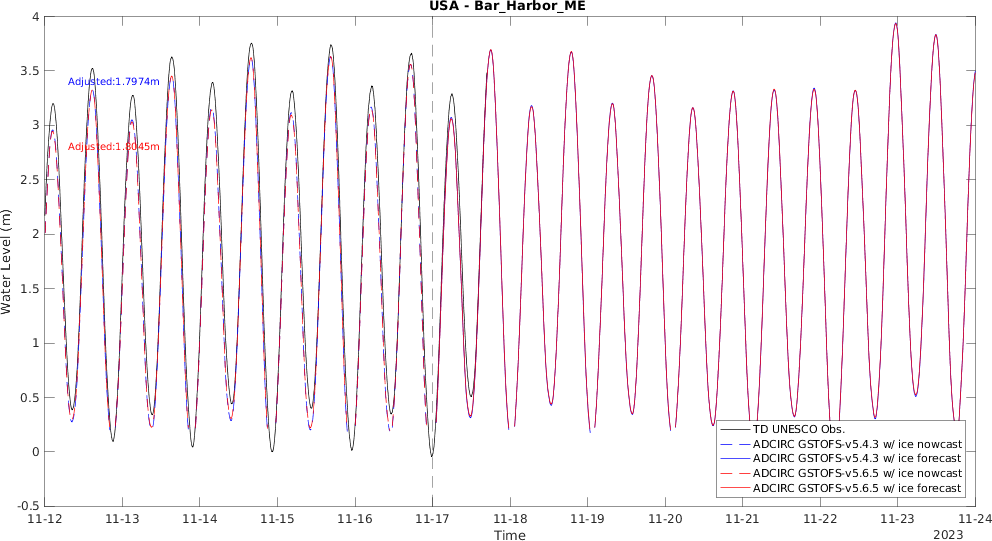 USA - Bar_Harbor_ME
4
3.5
3
2.5
2
1.5
1
0.5
0
-0.5
Water Level (m)
Adjusted:1.7974m
Adjusted:1.8045m
TD UNESCO Obs.
ADCIRC GSTOFS-v5.4.3 w/ ice nowcast
ADCIRC GSTOFS-v5.4.3 w/ ice forecast
ADCIRC GSTOFS-v5.6.5 w/ ice nowcast
ADCIRC GSTOFS-v5.6.5 w/ ice forecast
11-12 11-13 11-14 11-15 11-16 11-17 11-18 11-19 11-20 11-21 11-22 11-23 11-24
Time
2023